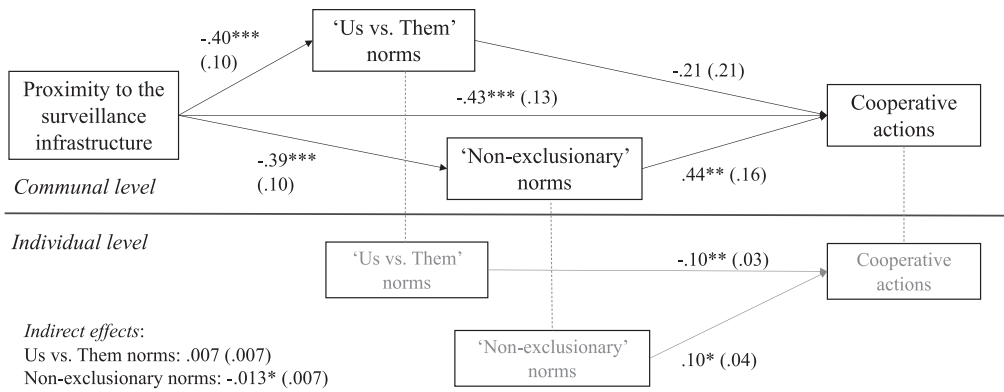 -.40***
(.10)
‘Us vs. Them’
norms
-.21 (.21)
Proximity to the
surveillance
infrastructure
-.43*** (.13)
Cooperative
actions
-.39***
(.10)
‘Non-exclusionary’
norms
.44** (.16)
Communal level
Individual level
‘Us vs. Them’
norms
-.10** (.03)
Cooperative
actions
‘Non-exclusionary’
norms
.10* (.04)
Indirect effects:
Us vs. Them norms: .007 (.007)
Non-exclusionary norms: -.013* (.007)